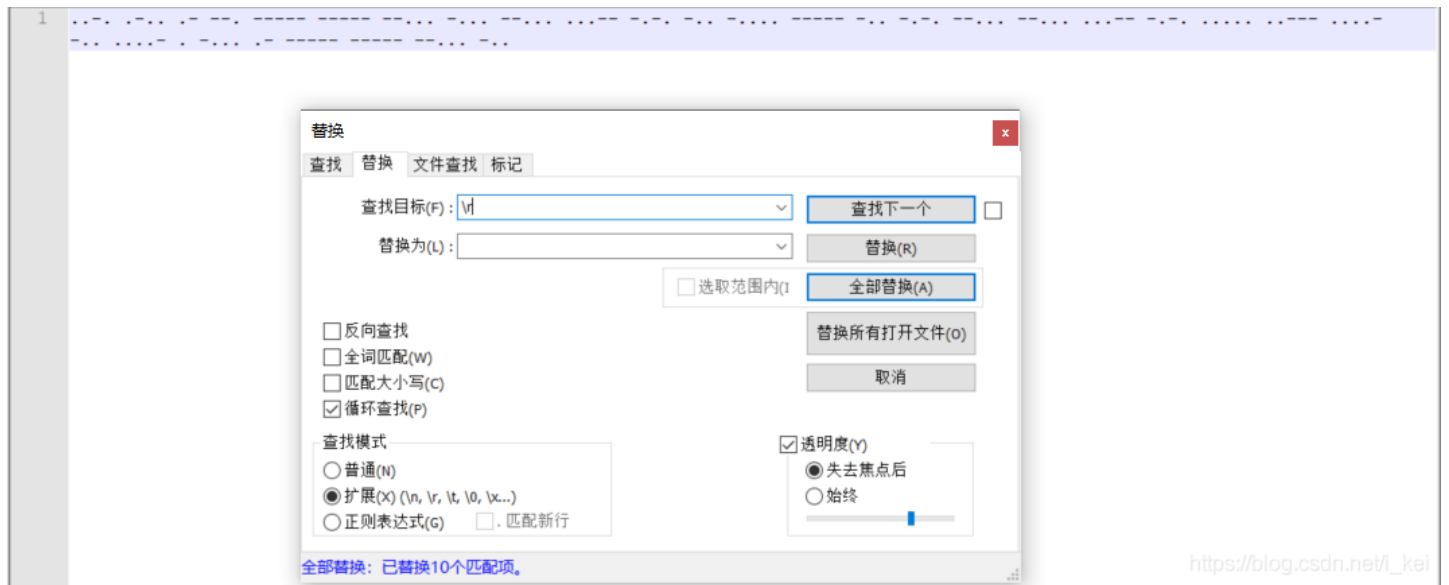 1 ..-. .-.. .- --. ----- ----- --... -... --... ...-- -.-. -.. -.... ----- -.. -.-. --... --... ...-- -.-. ..... ..--- ....-
-.. ....- . -... .- ----- ----- --... -..
替换
x
查找 替换 文件查找 标记
查找目标(F) : \r 查找下一个
替换为(L) : 替换(R)
选取范围内(I 全部替换(A)
反向查找 替换所有打开文件(O)
全词匹配(W)
匹配大小写(C) 取消
循环查找(P)
查找模式 透明度(Y)
普通(N) 失去焦点后
扩展(X) (\n, \r, \t, \0, \x...) 始终
正则表达式(G) . 匹配新行
全部替换: 已替换10个匹配项。
https://blog.csdn.net/i_kei